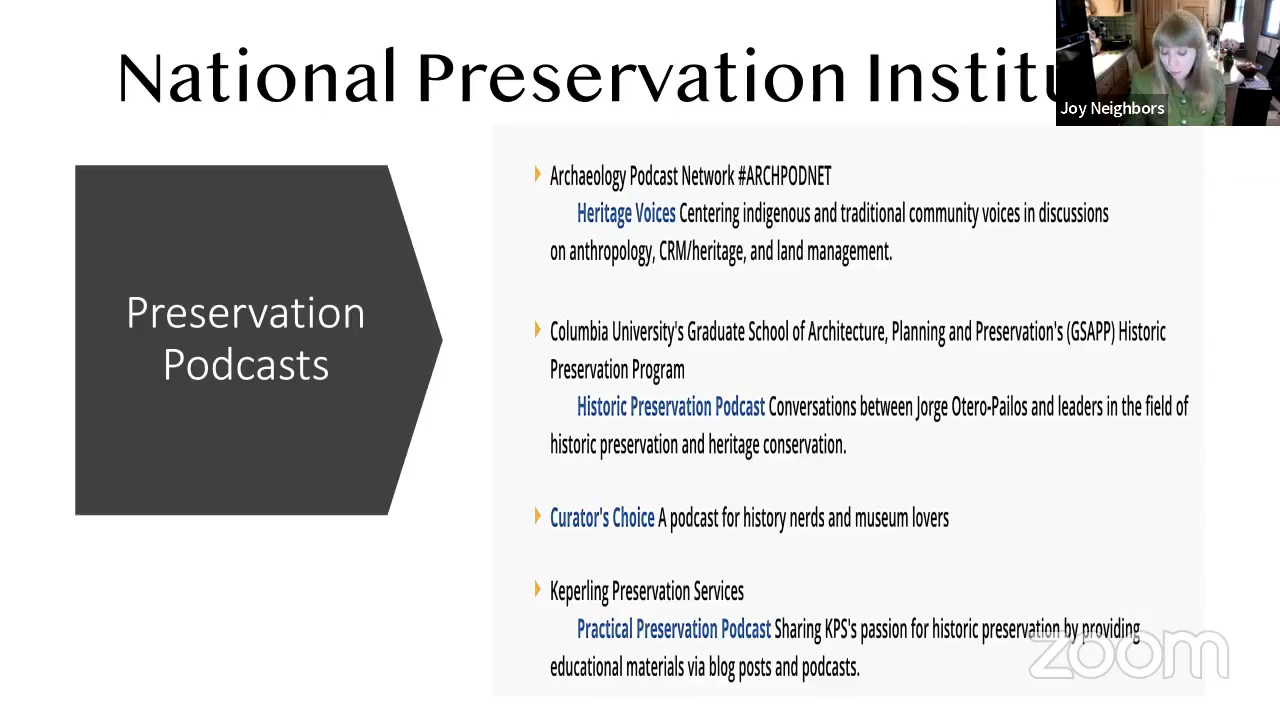 National Preservation Institu
Joy Neighbors
Preservation
Podcasts
Archaeology Podcast Network #ARCHPODNET
Heritage Voices Centering indigenous and traditional community voices in discussions
on anthropology, CRM/heritage, and land management.
Columbia University's Graduate School of Architecture, Planning and Preservation's (GSAPP) Historic
Preservation Program
Historic Preservation Podcast Conversations between Jorge Otero-Pailos and leaders in the field of
historic preservation and heritage conservation.
Curator's Choice A podcast for history nerds and museum lovers
Keperling Preservation Services
Practical Preservation Podcast Sharing KPS's passion for historic preservation by providing
educational materials via blog posts and podcasts.
zoom